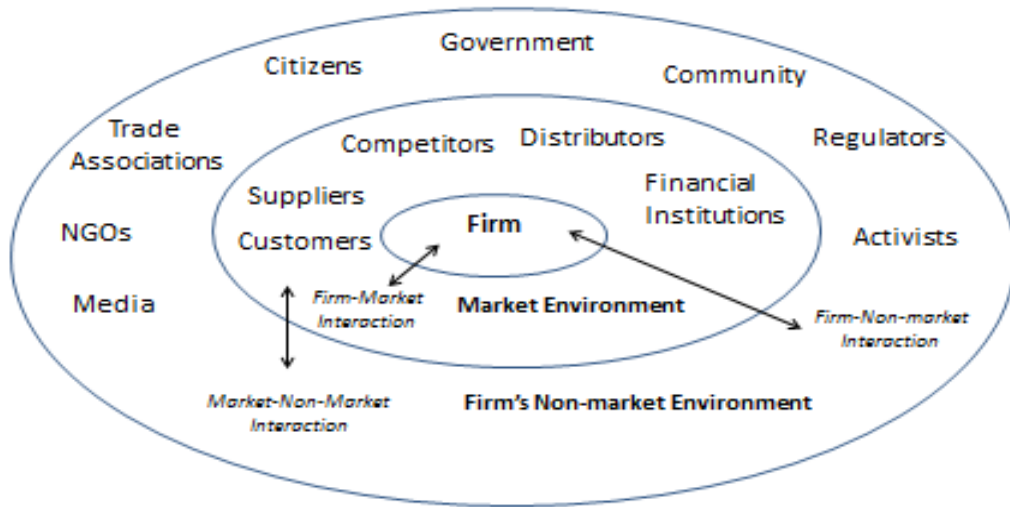 Government
Citizens
Community
Trade
Associations
Competitors
Distributors
Regulators
Suppliers
Financial
Institutions
NGOs
Customers
Firm
Activists
Media
Firm-Market
Interaction
Market Environment
Firm-Non-market
Interaction
Market-Non-Market
Interaction
Firm's Non-market Environment